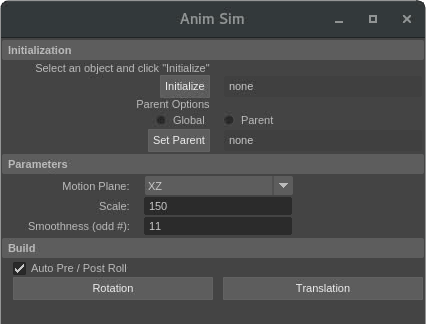 Anim Sim
Initialization
Select an object and click "Initialize"
Initialize none
Parent Options
Global Parent
Set Parent none
Parameters
Motion Plane: XZ
Scale: 150
Smoothness (odd #): 11
Build
Auto Pre / Post Roll
Rotation Translation